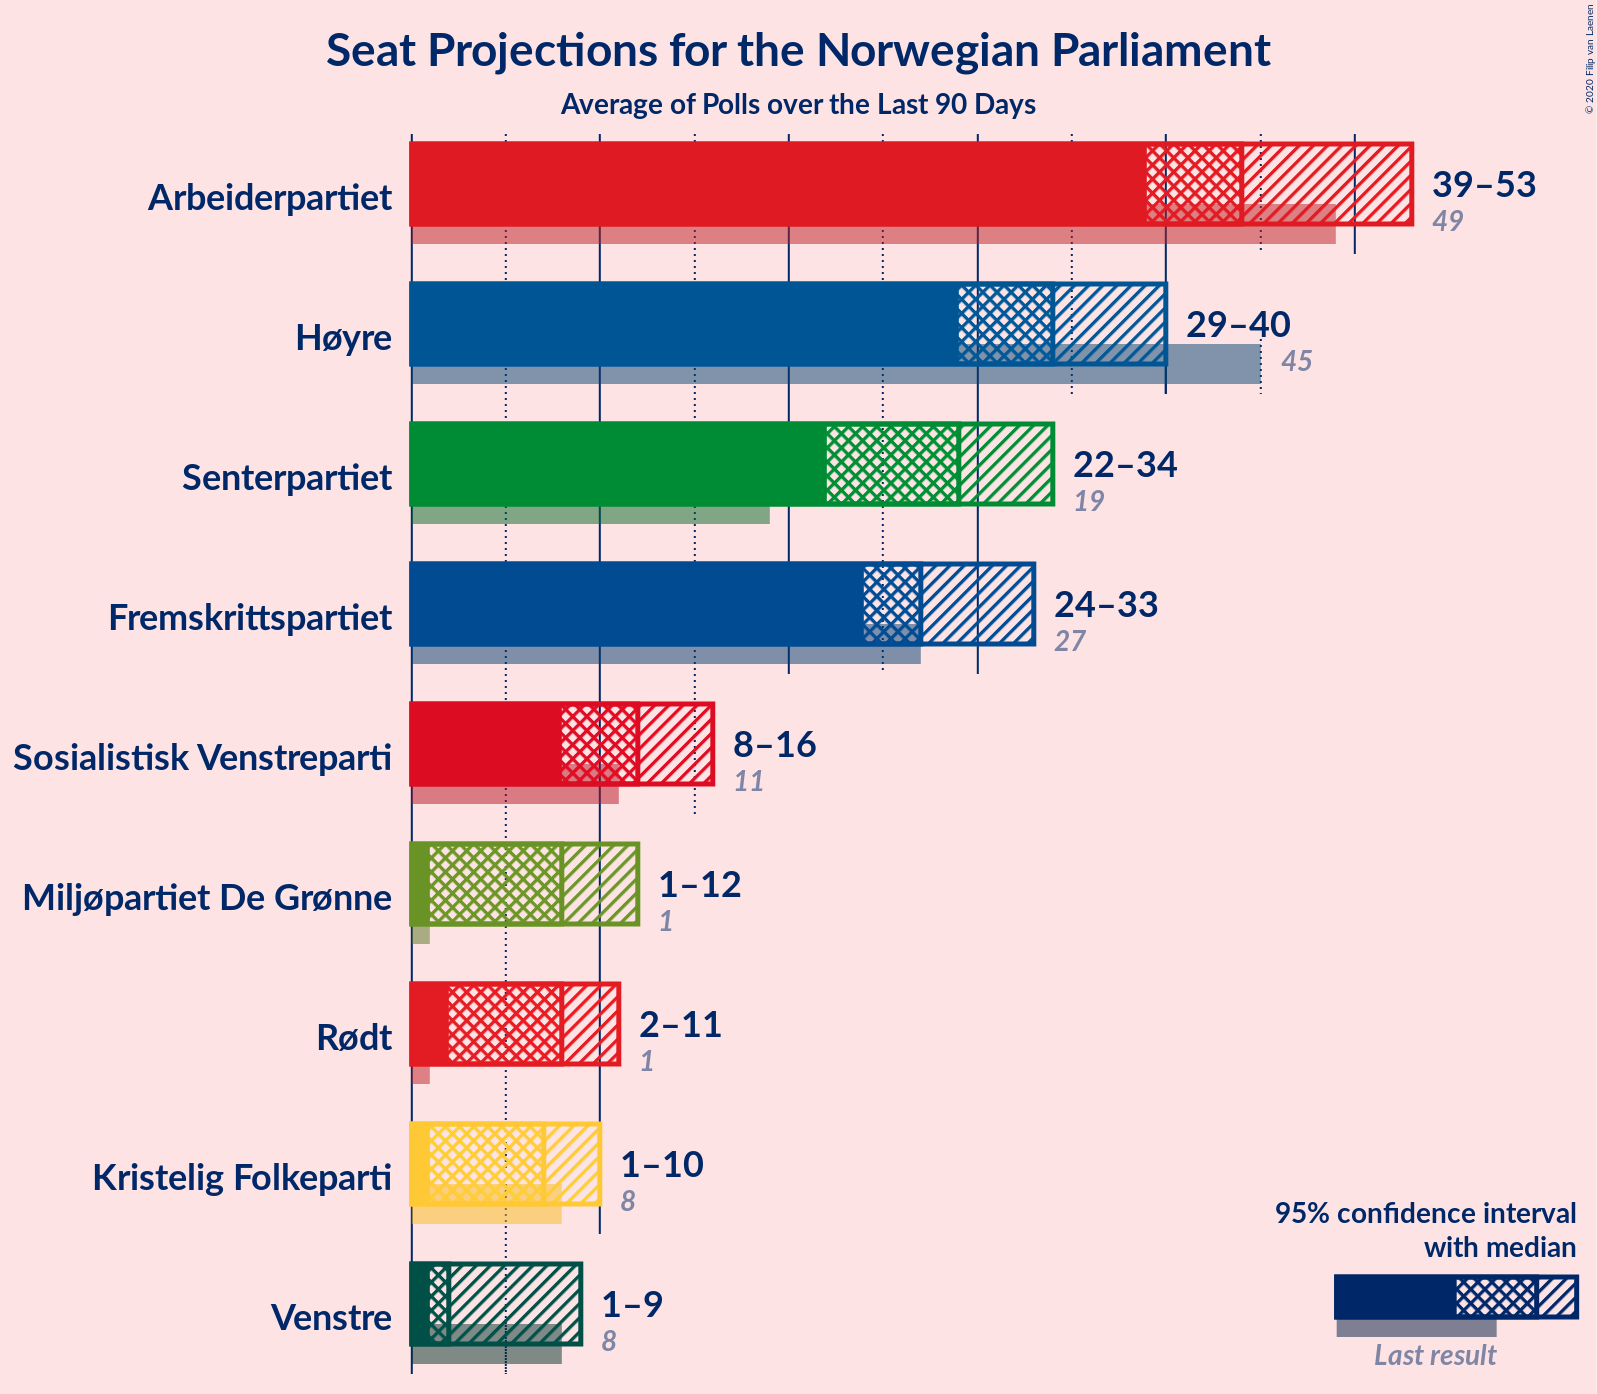 Seat Projections for the Norwegian Parliament
Average of Polls over the Last 90 Days
© 2020 Filip van Laenen
Arbeiderpartiet
39–53
49
Høyre
29–40
45
Senterpartiet
22–34
19
Fremskrittspartiet
24–33
27
Sosialistisk Venstreparti
8–16
11
Miljøpartiet De Grønne
1–12
1
Rødt
2–11
1
Kristelig Folkeparti
1–10
8
Venstre
1–9
8
95% confidence interval
with median
Last result